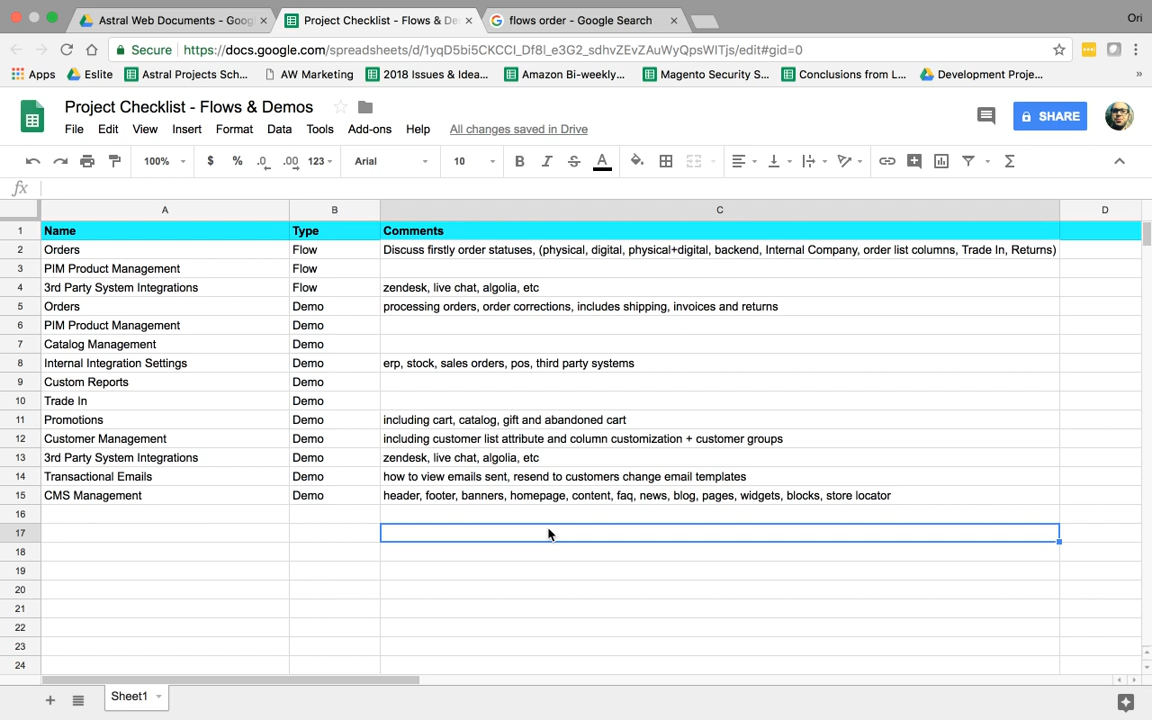 Astral Web Documents - Goog
Project Checklist - Flows & De
flows order - Google Search
Ori
Secure
https://docs.google.com/spreadsheets/d/1yqD5bi5CKCCI_Df8l_e3G2_sdhvZEvZAuWyQpsWITjs/edit#gid=0
Apps
Eslite
Astral Projects Sch...
AW Marketing
2018 Issues & Idea...
Amazon Bi-weekly...
Magento Security S...
Conclusions from L...
Development Proje...
»
Project Checklist - Flows & Demos
File Edit View Insert Format Data Tools Add-ons Help All changes saved in Drive
SHARE
100% $ % .0 .00 123 Arial 10 B I S A Σ
fx
A B C D
1 Name Type Comments
2 Orders Flow Discuss firstly order statuses, (physical, digital, physical+digital, backend, Internal Company, order list columns, Trade In, Returns)
3 PIM Product Management Flow
4 3rd Party System Integrations Flow zendesk, live chat, algolia, etc
5 Orders Demo processing orders, order corrections, includes shipping, invoices and returns
6 PIM Product Management Demo
7 Catalog Management Demo
8 Internal Integration Settings Demo erp, stock, sales orders, pos, third party systems
9 Custom Reports Demo
10 Trade In Demo
11 Promotions Demo including cart, catalog, gift and abandoned cart
12 Customer Management Demo including customer list attribute and column customization + customer groups
13 3rd Party System Integrations Demo zendesk, live chat, algolia, etc
14 Transactional Emails Demo how to view emails sent, resend to customers change email templates
15 CMS Management Demo header, footer, banners, homepage, content, faq, news, blog, pages, widgets, blocks, store locator
16
17
18
19
20
21
22
23
24
Sheet1